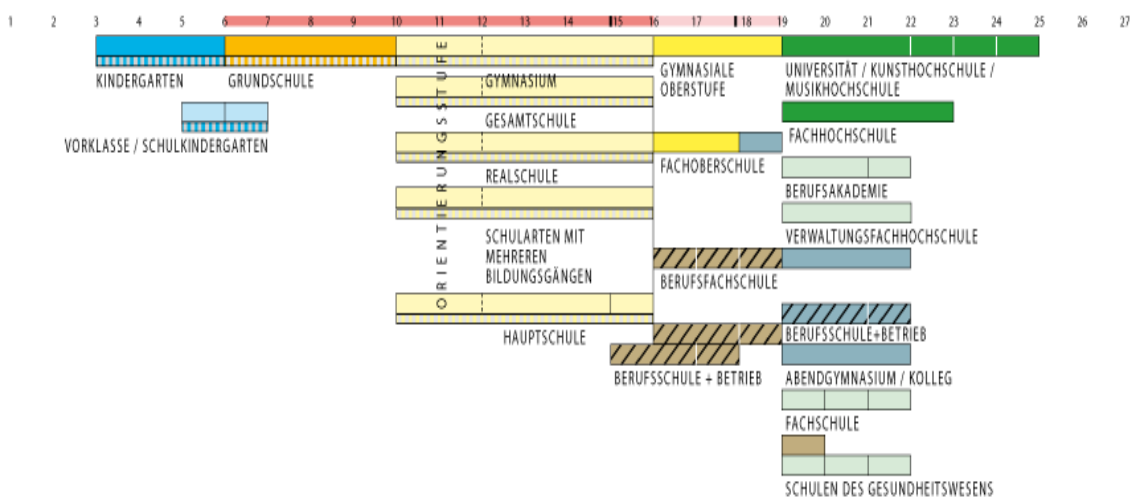 1 2 3 4 5 6 7 8 9 10 11 12 13 14 15 16 17 18 19 20 21 22 23 24 25 26 27
KINDERGARTEN
GRUNDSCHULE
VORKLASSE / SCHULKINDERGARTEN
ORIENTIERUNGSSTUFE
GYMNASIUM
GESAMTSCHULE
REALSCHULE
SCHULARTEN MIT
MEHREREN
BILDUNGSGÄNGEN
HAUPTSCHULE
GYMNASIALE
OBERSTUFE
FACHOBERSCHULE
BERUFSFACHSCHULE
BERUFSSCHULE + BETRIEB
UNIVERSITÄT / KUNSTHOCHSCHULE /
MUSIKHOCHSCHULE
FACHHOCHSCHULE
BERUFSAKADEMIE
VERWALTUNGSFACHHOCHSCHULE
BERUFSSCHULE+BETRIEB
ABENDGYMNASIUM / KOLLEG
FACHSCHULE
SCHULEN DES GESUNDHEITSWESENS